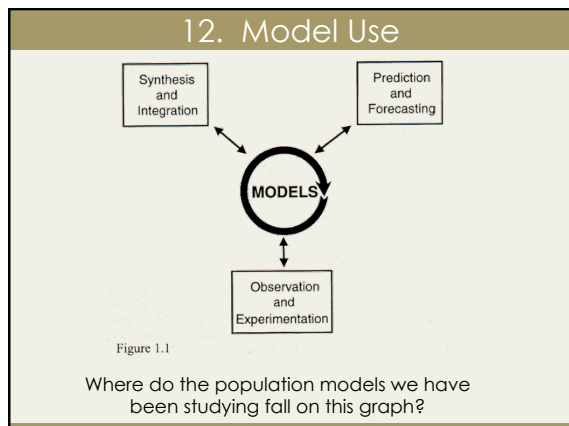 12. Model Use
Synthesis
and
Integration
Prediction
and
Forecasting
MODELS
Observation
and
Experimentation
Figure 1.1
Where do the population models we have
been studying fall on this graph?